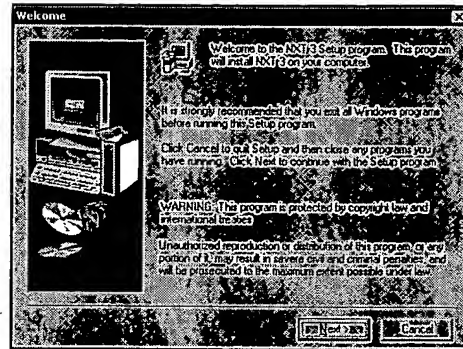 Welcome
Welcome to the NXTr3 Setup program. This program
will install NXTr3 on your computer.
It is strongly recommended that you exit all Windows programs
before running this Setup program.
Click Cancel to quit Setup and then close any programs you
have running. Click Next to continue with the Setup program.
WARNING: This program is protected by copyright law and
international treaties.
Unauthorized reproduction or distribution of this program, or any
portion of it, may result in severe civil and criminal penalties, and
will be prosecuted to the maximum extent possible under law.
Next >
Cancel